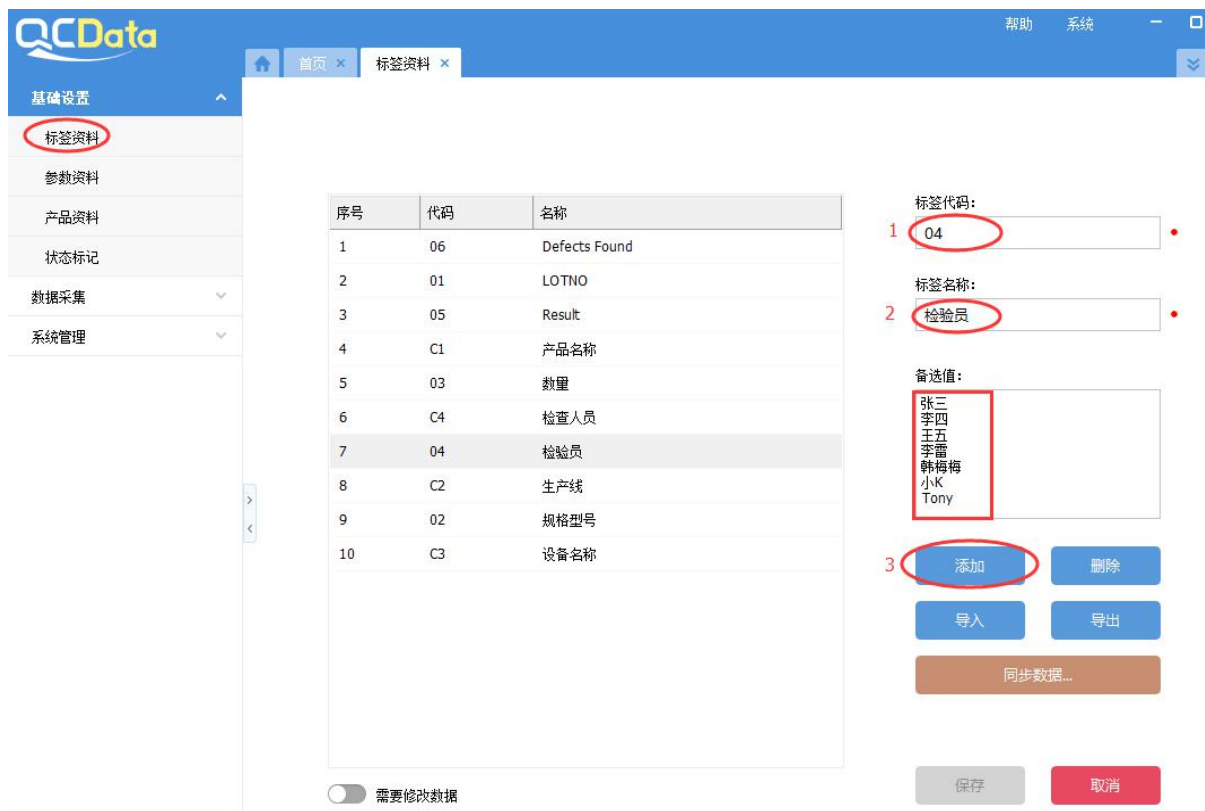 QCData
帮助 系统
首页 × 标签资料 ×
基础设置
标签资料
参数资料
产品资料
状态标记
数据采集
系统管理
序号 代码 名称
1 06 Defects Found
2 01 LOTNO
3 05 Result
4 C1 产品名称
5 03 数量
6 C4 检查人员
7 04 检验员
8 C2 生产线
9 02 规格型号
10 C3 设备名称
需要修改数据
标签代码:
1 04
标签名称:
2 检验员
备选值:
张三
李四
王五
李雷
韩梅梅
小K
Tony
3 添加 删除
导入 导出
同步数据...
保存 取消